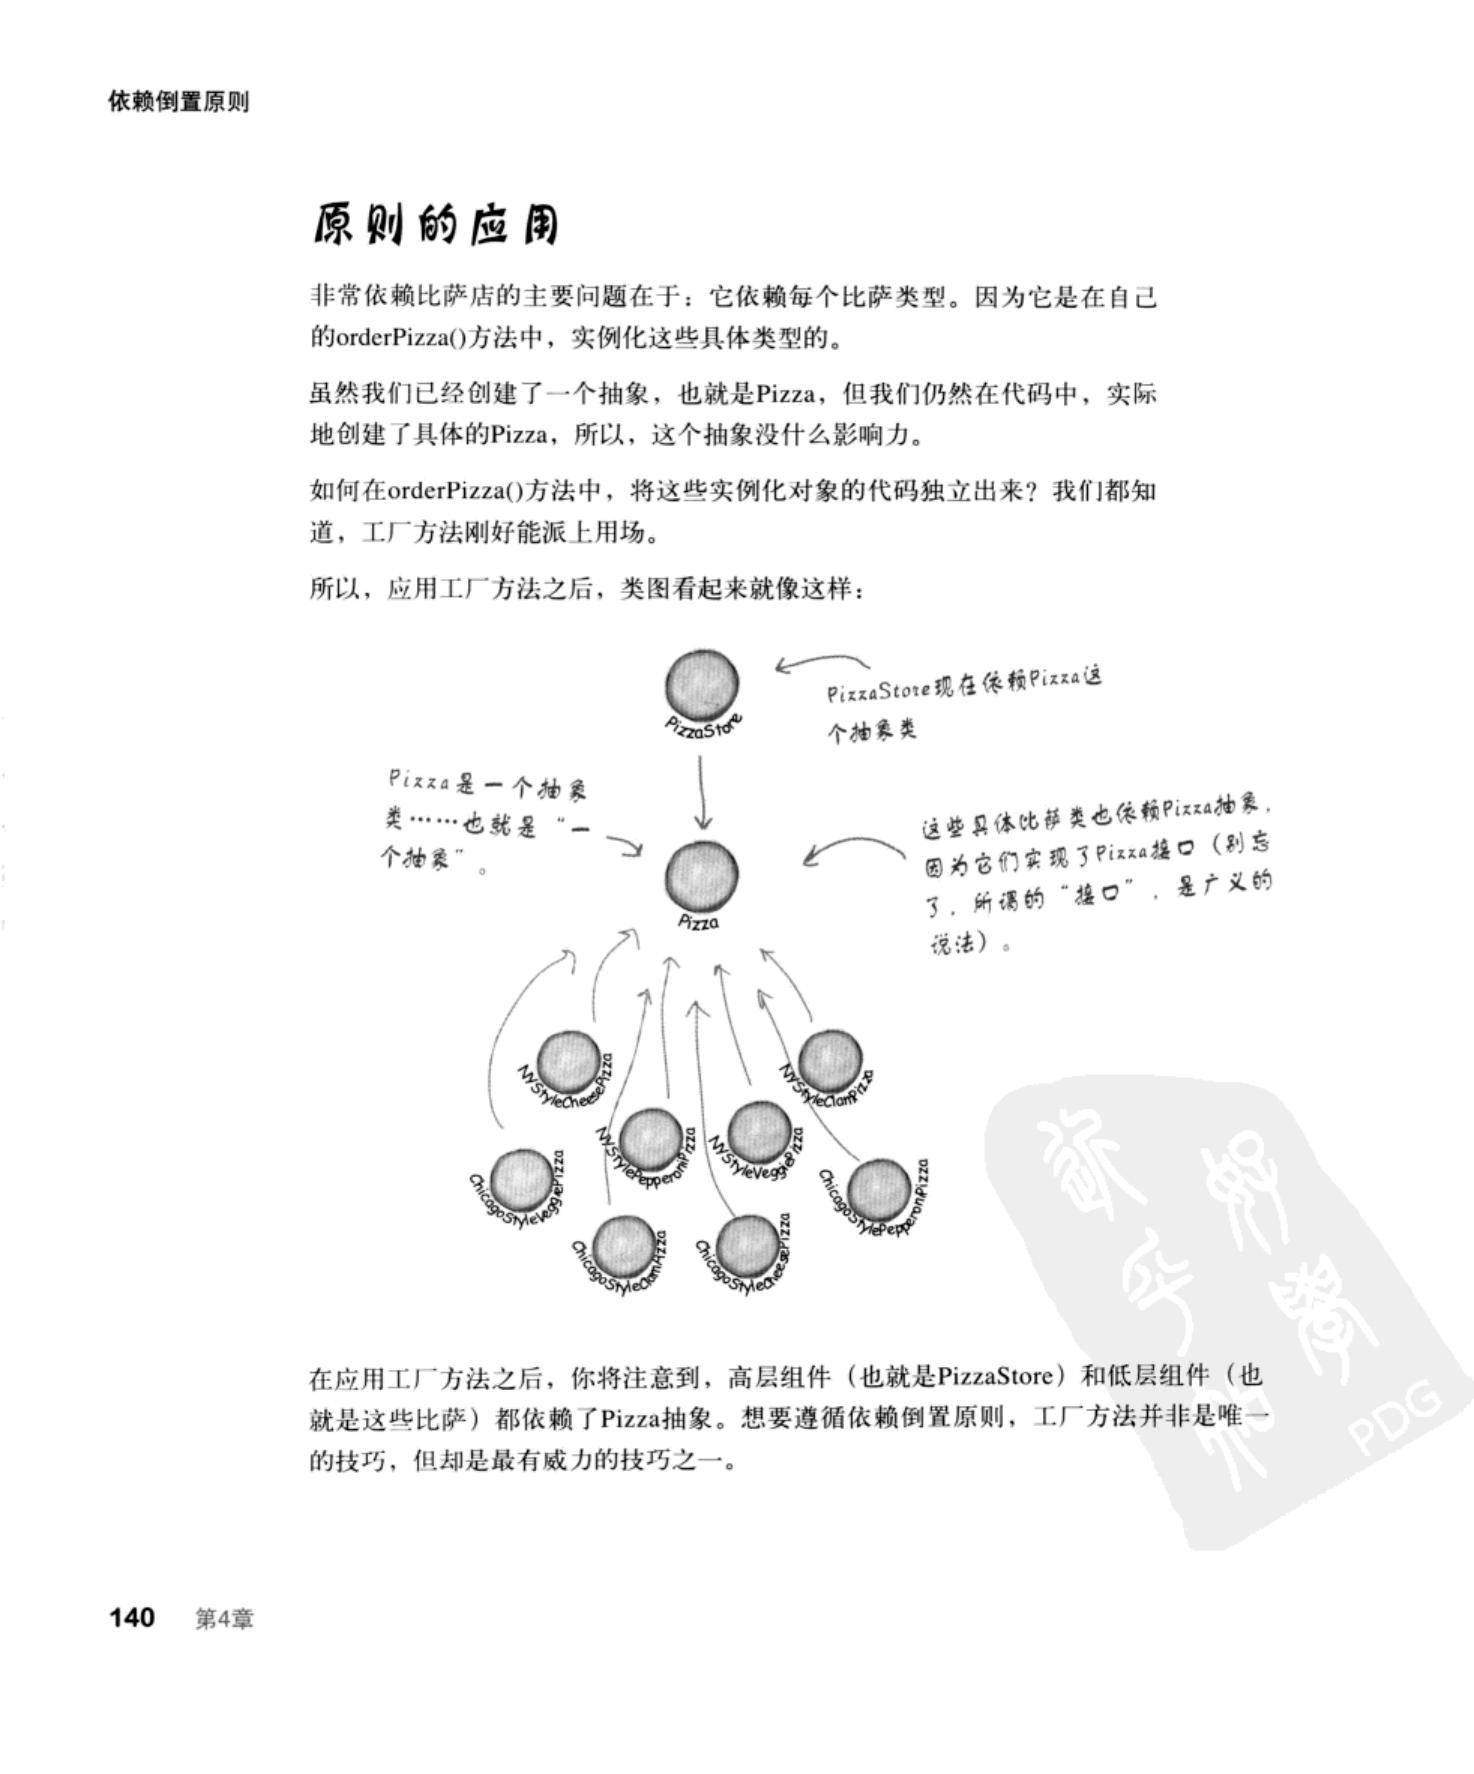 依赖倒置原则
原则的应用
非常依赖比萨店的主要问题在于：它依赖每个比萨类型。因为它是在自己
的orderPizza()方法中，实例化这些具体类型的。
虽然我们已经创建了一个抽象，也就是Pizza，但我们仍然在代码中，实际
地创建了具体的Pizza，所以，这个抽象没什么影响力。
如何在orderPizza()方法中，将这些实例化对象的代码独立出来？我们都知
道，工厂方法刚好能派上用场。
所以，应用工厂方法之后，类图看起来就像这样：
PizzaStore
PizzaStore现在依赖Pizza这
个抽象类
Pizza是一个抽象
类……也就是“一
个抽象”。
这些具体比萨类也依赖Pizza抽象，
因为它们实现了Pizza接口（别忘
了，所谓的“接口”，是广义的
说法）。
Pizza
NYStyleCheesePizza
NYStyleClamPizza
NYStylePepperoniPizza
NYStyleVeggiePizza
ChicagoStyleVeggiePizza
ChicagoStylePepperoniPizza
ChicagoStyleClamPizza
ChicagoStyleCheesePizza
在应用工厂方法之后，你将注意到，高层组件（也就是PizzaStore）和低层组件（也
就是这些比萨）都依赖了Pizza抽象。想要遵循依赖倒置原则，工厂方法并非是唯一
的技巧，但却是最有威力的技巧之一。
PDG
140 第4章